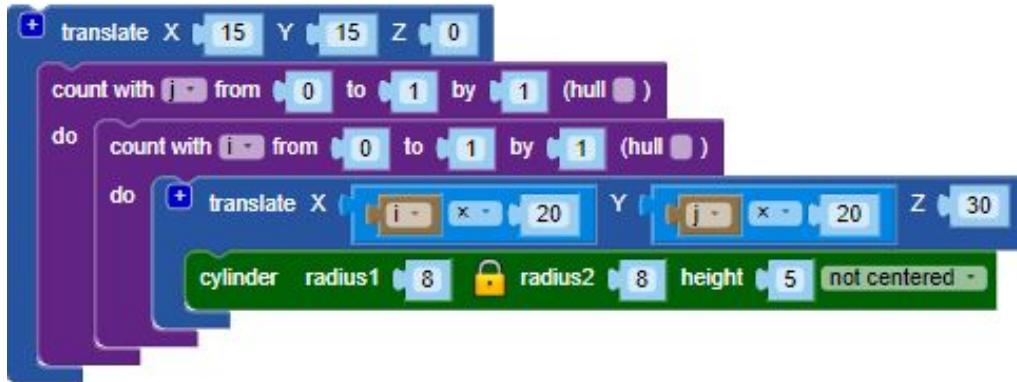 + translate X 15 Y 15 Z 0
count with j from 0 to 1 by 1 (hull )
do count with i from 0 to 1 by 1 (hull )
do + translate X i × 20 Y j × 20 Z 30
cylinder radius1 8 radius2 8 height 5 not centered